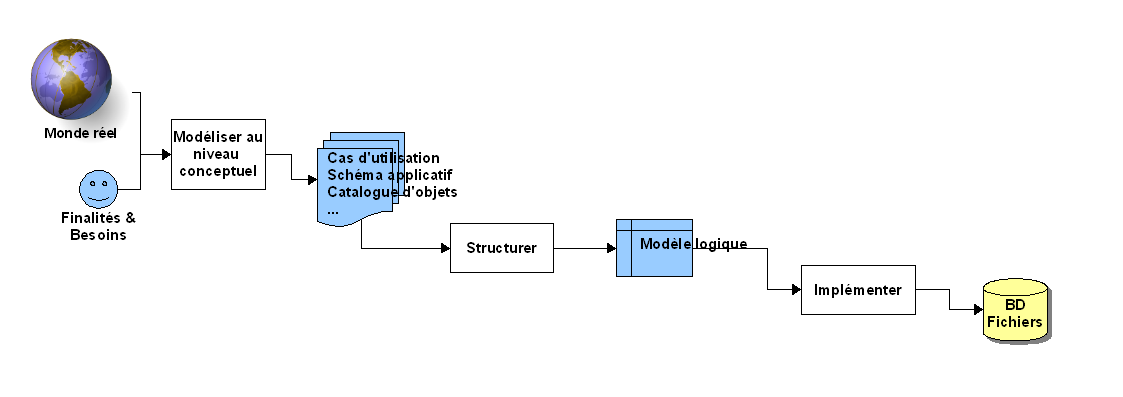 Monde réel
Modéliser au
niveau
conceptuel
Finalités &
Besoins
Cas d'utilisation
Schéma applicatif
Catalogue d'objets
...
Structurer
Modèle logique
Implémenter
BD
Fichiers